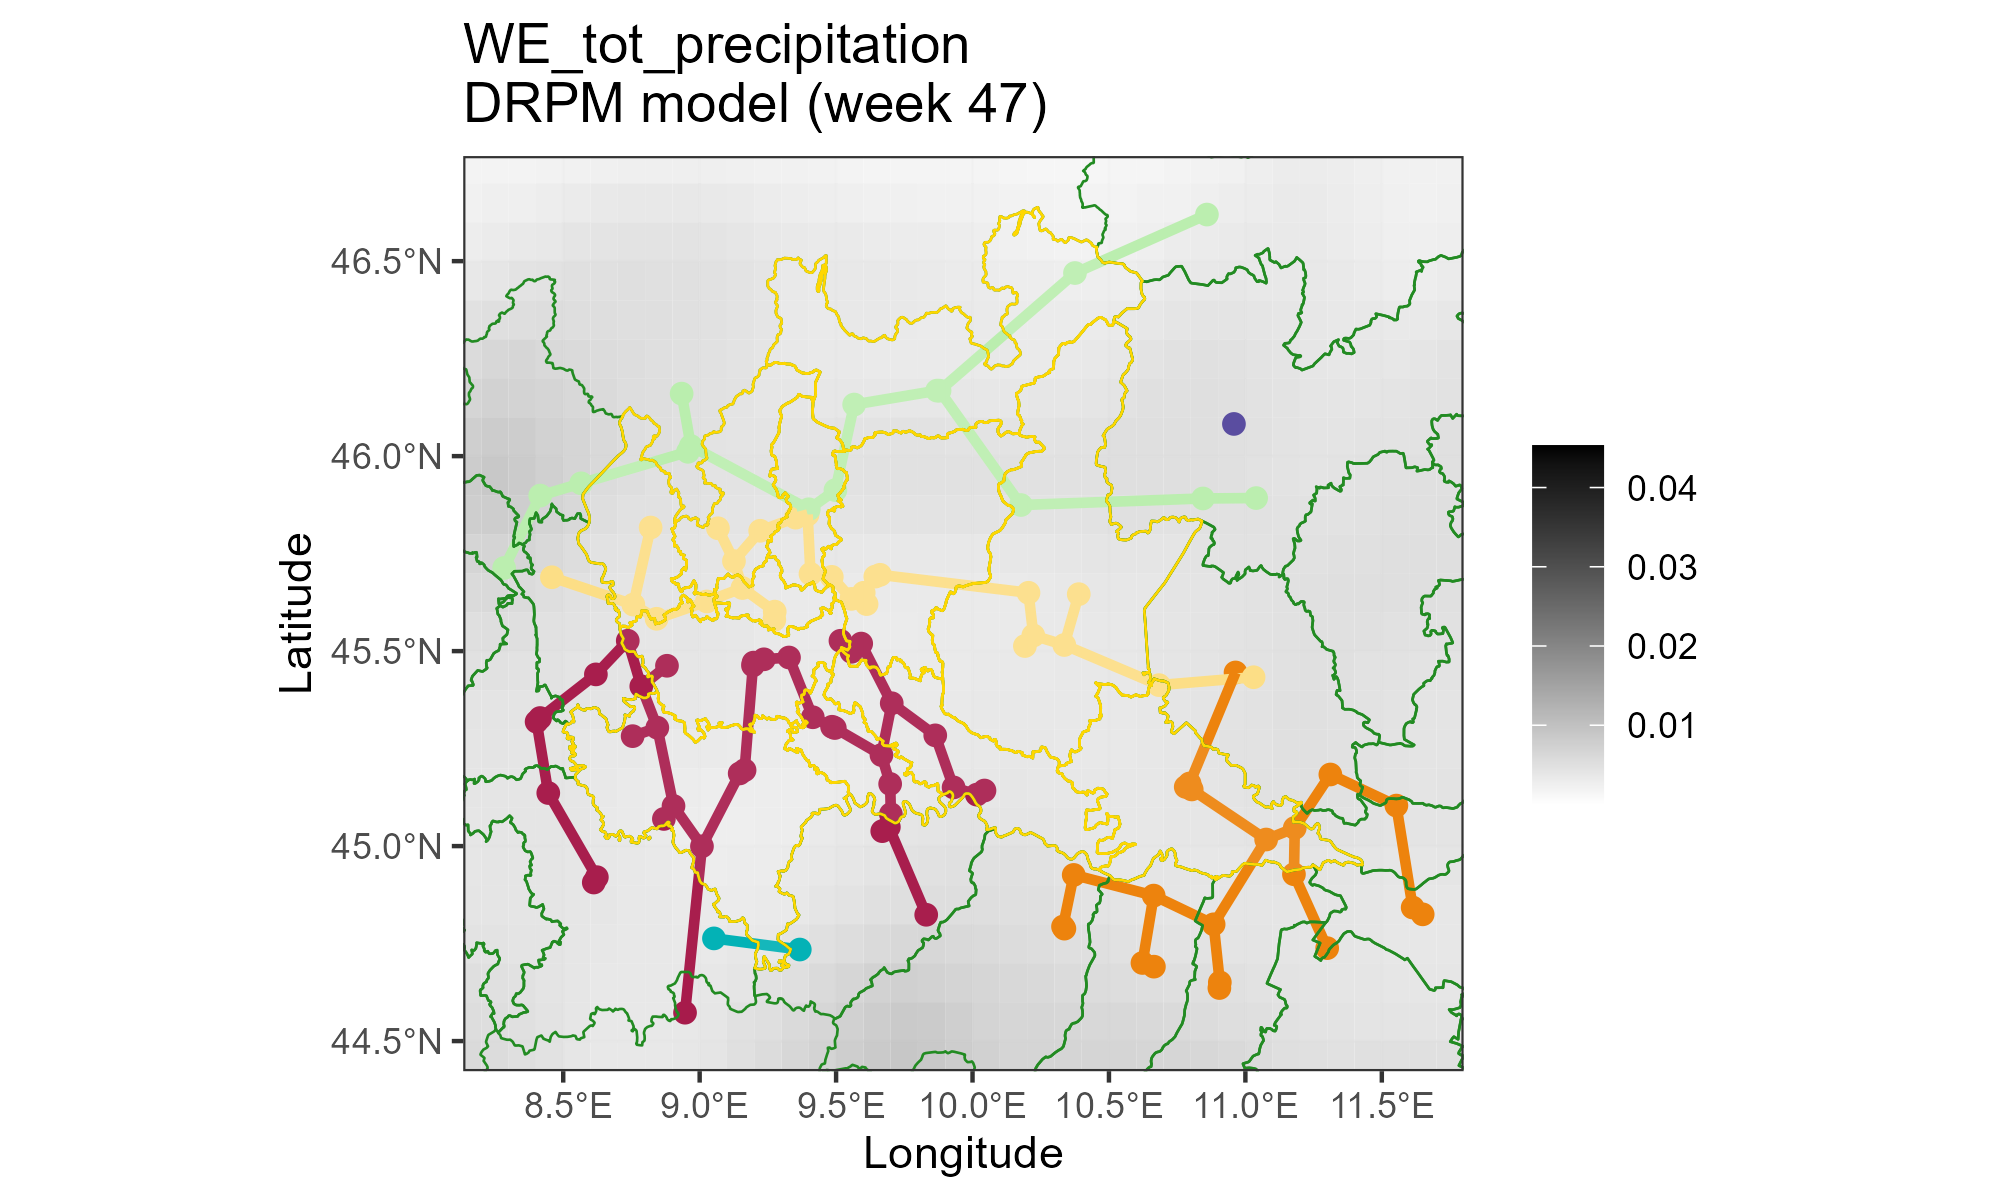 WE_tot_precipitation
DRPM model (week 47)
46.5°N
46.0°N
45.5°N
45.0°N
44.5°N
Latitude
8.5°E 9.0°E 9.5°E 10.0°E 10.5°E 11.0°E 11.5°E
Longitude
0.04
0.03
0.02
0.01